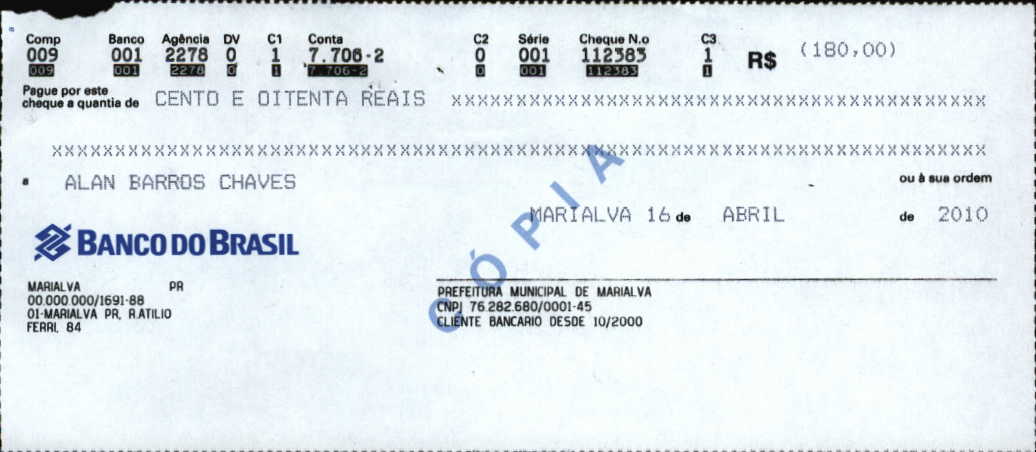 Comp Banco Agência DV C1 Conta C2 Série Cheque N.o C3
009 001 2278 0 1 7.706-2 0 001 112383 1 R$ (180,00)
009 001 2278 0 1 7.706-2 0 001 112383 1
Pague por este
cheque a quantia de CENTO E OITENTA REAIS xxxxxxxxxxxxxxxxxxxxxxxxxxxxxxxxxxxxxxxxxxx
xxxxxxxxxxxxxxxxxxxxxxxxxxxxxxxxxxxxxxxxxxxxxxxxxxxxxxxxxxxxxxxxxxxxxxxxxxxxxx
a ALAN BARROS CHAVES ou à sua ordem
MARIALVA 16 de ABRIL de 2010
BANCO DO BRASIL
CÓPIA
MARIALVA PR
00.000 000/1691-88
01-MARIALVA PR, R.ATILIO
FERRI, 84
PREFEITURA MUNICIPAL DE MARIALVA
CNPJ 76.282.680/0001-45
CLIENTE BANCARIO DESDE 10/2000